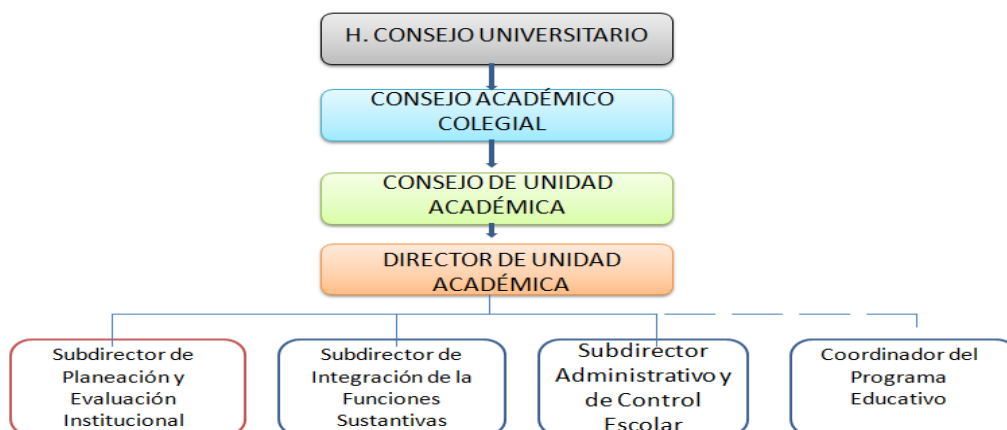 H. CONSEJO UNIVERSITARIO
CONSEJO ACADÉMICO
COLEGIAL
CONSEJO DE UNIDAD
ACADÉMICA
DIRECTOR DE UNIDAD
ACADÉMICA
Subdirector de
Planeación y
Evaluación
Institucional
Subdirector de
Integración de la
Funciones
Sustantivas
Subdirector
Administrativo y
de Control
Escolar
Coordinador del
Programa
Educativo